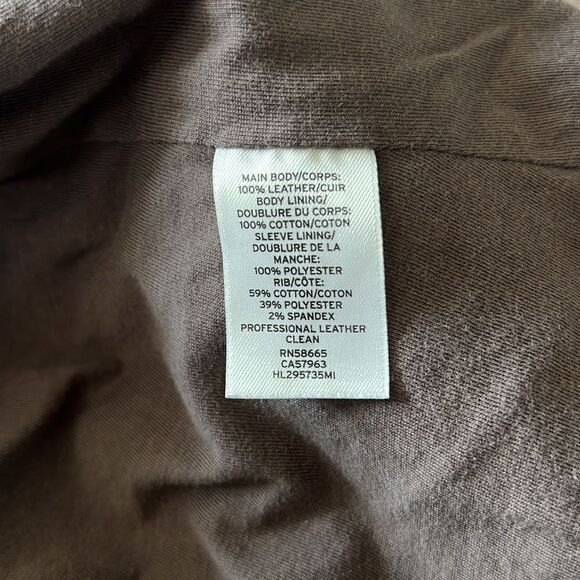 MAIN BODY/CORPS:
100% LEATHER/CUIR
BODY LINING/
DOUBLURE DU CORPS:
100% COTTON/COTON
SLEEVE LINING/
DOUBLURE DE LA
MANCHE:
100% POLYESTER
RIB/CÔTE:
59% COTTON/COTON
39% POLYESTER
2% SPANDEX
PROFESSIONAL LEATHER
CLEAN
RN58665
CA57963
HL295735MI